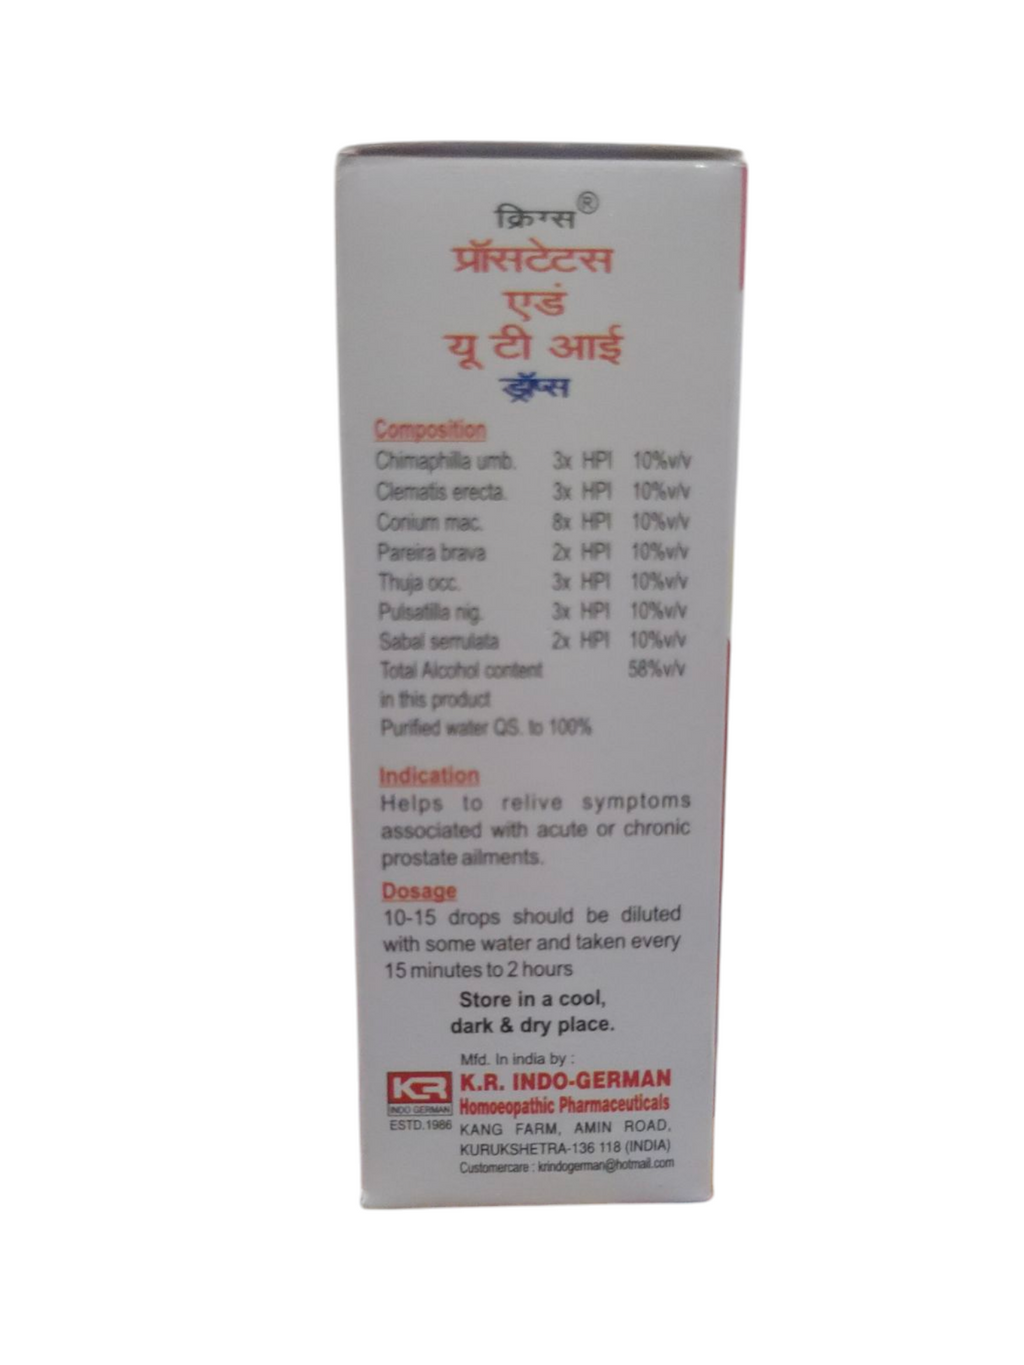 क्रिग्स®
प्रॉस्टेटस
एडं
यू टी आई
ड्रॉप्स
Composition
Chimaphilla umb. 3x HPI 10%v/v
Clematis erecta. 3x HPI 10%v/v
Conium mac. 8x HPI 10%v/v
Pareira brava 2x HPI 10%v/v
Thuja occ. 3x HPI 10%v/v
Pulsatilla nig. 3x HPI 10%v/v
Sabal serrulata 2x HPI 10%v/v
Total Alcohol content 58%v/v
in this product
Purified water QS. to 100%
Indication
Helps to relive symptoms
associated with acute or chronic
prostate ailments.
Dosage
10-15 drops should be diluted
with some water and taken every
15 minutes to 2 hours
Store in a cool,
dark & dry place.
Mfd. In india by :
KR
INDO GERMAN
ESTD.1986
K.R. INDO-GERMAN
Homoeopathic Pharmaceuticals
KANG FARM, AMIN ROAD,
KURUKSHETRA-136 118 (INDIA)
Customercare : krindogerman@hotmail.com